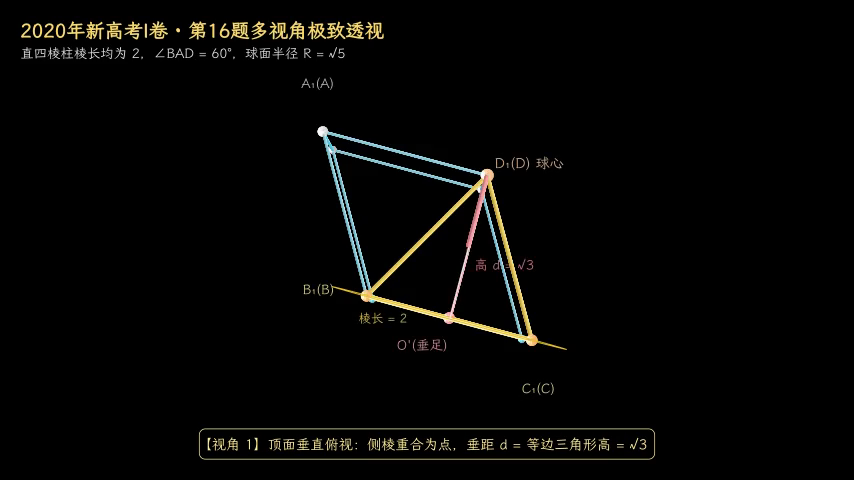 2020年新高考I卷·第16题多视角极致透视
直四棱柱棱长均为 2，∠BAD = 60°，球面半径 R = √5
A₁(A)
D₁(D) 球心
高 d = √3
B₁(B)
棱长 = 2
O'(垂足)
C₁(C)
【视角 1】顶面垂直俯视：侧棱重合为点，垂距 d = 等边三角形高 = √3